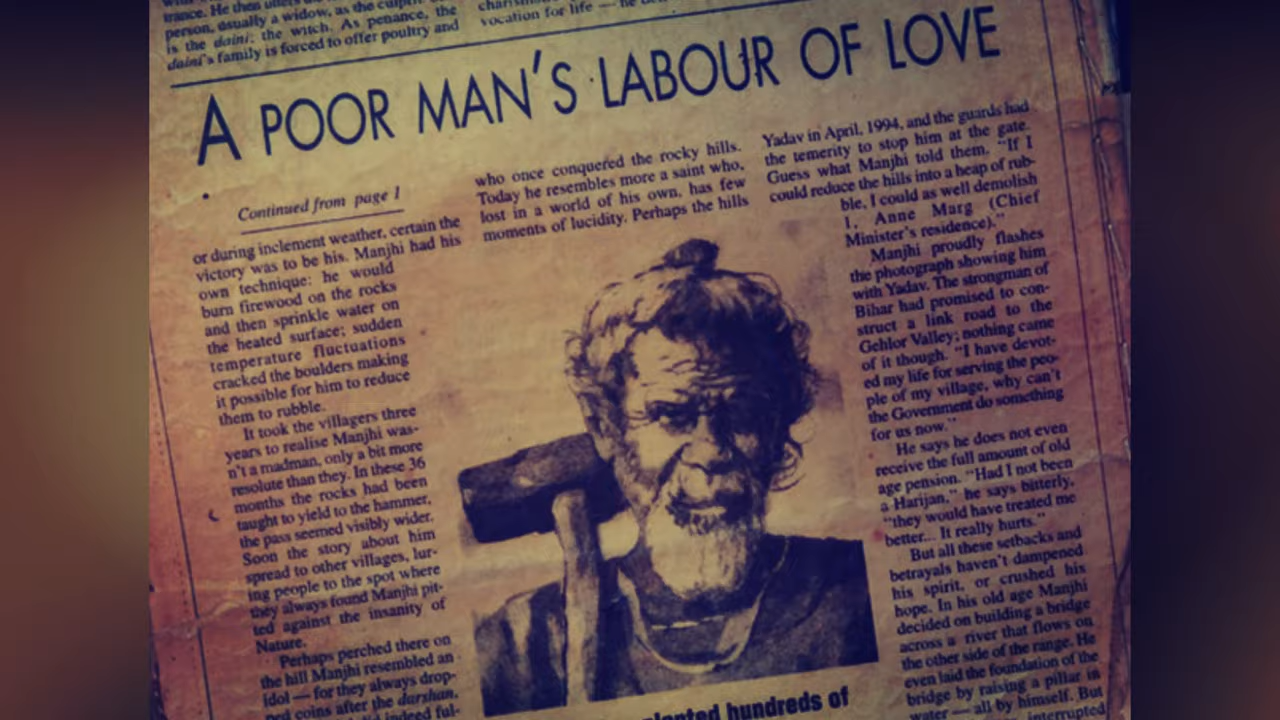 trance. He then utters the
person, usually a widow, as the culprit
is the daini; the witch. As penance, the
daini's family is forced to offer poultry and
vocation for life — he
A POOR MAN'S LABOUR OF LOVE
Continued from page 1
or during inclement weather, certain the
victory was to be his. Manjhi had his
own technique: he would
burn firewood on the rocks
and then sprinkle water on
the heated surface; sudden
temperature fluctuations
cracked the boulders making
it possible for him to reduce
them to rubble.
It took the villagers three
years to realise Manjhi was-
n't a madman, only a bit more
resolute than they. In these 36
months the rocks had been
taught to yield to the hammer,
the pass seemed visibly wider.
Soon the story about him
spread to other villages, lur-
ing people to the spot where
they always found Manjhi pit-
ted against the insanity of
Nature.
Perhaps perched there on
the hill Manjhi resembled an
idol — for they always drop-
ped coins after the darshan.
indeed ful-
who once conquered the rocky hills.
Today he resembles more a saint who,
lost in a world of his own, has few
moments of lucidity. Perhaps the hills
hundreds of
Yadav in April, 1994, and the guards had
the temerity to stop him at the gate.
Guess what Manjhi told them. "If I
could reduce the hills into a heap of rub-
ble, I could as well demolish
1, Anne Marg (Chief
Minister's residence)."
Manjhi proudly flashes
the photograph showing him
with Yadav. The strongman of
Bihar had promised to con-
struct a link road to the
Gehlor Valley; nothing came
of it though. "I have devot-
ed my life for serving the peo-
ple of my village, why can't
the Government do something
for us now."
He says he does not even
receive the full amount of old
age pension. "Had I not been
a Harijan," he says bitterly,
"they would have treated me
better... It really hurts."
But all these setbacks and
betrayals haven't dampened
his spirit, or crushed his
hope. In his old age Manjhi
decided on building a bridge
across a river that flows on
the other side of the range. He
even laid the foundation of the
bridge by raising a pillar in
water — all by himself. But
interrupted